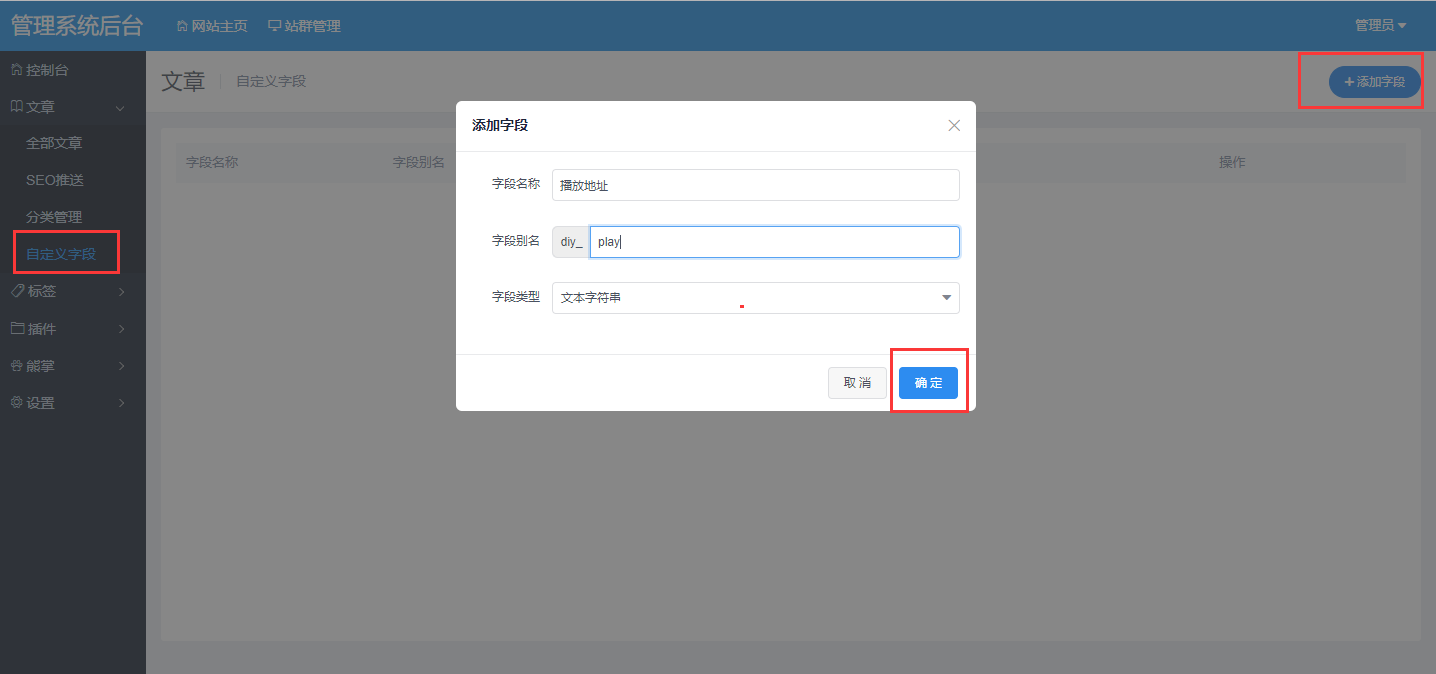 管理系统后台 网站主页 站群管理 管理员
控制台
文章
全部文章
SEO推送
分类管理
自定义字段
标签
插件
熊掌
设置
文章 自定义字段 +添加字段
字段名称 字段别名 操作
添加字段
字段名称 播放地址
字段别名 diy_ play
字段类型 文本字符串
取消 确定